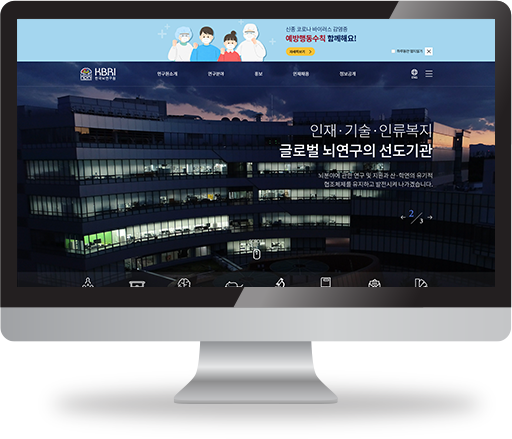 신종 코로나 바이러스 감염증
예방행동수칙 함께해요!
자세히보기
하루동안 열지않기
KBRI
한국뇌연구원
연구원소개
연구분야
홍보
인재채용
정보공개
ENG
인재·기술·인류복지
글로벌 뇌연구의 선도기관
뇌분야에 관한 연구 및 지원과 산·학연의 유기적
협조체제를 유지하고 발전시켜 나가겠습니다.
2 / 3